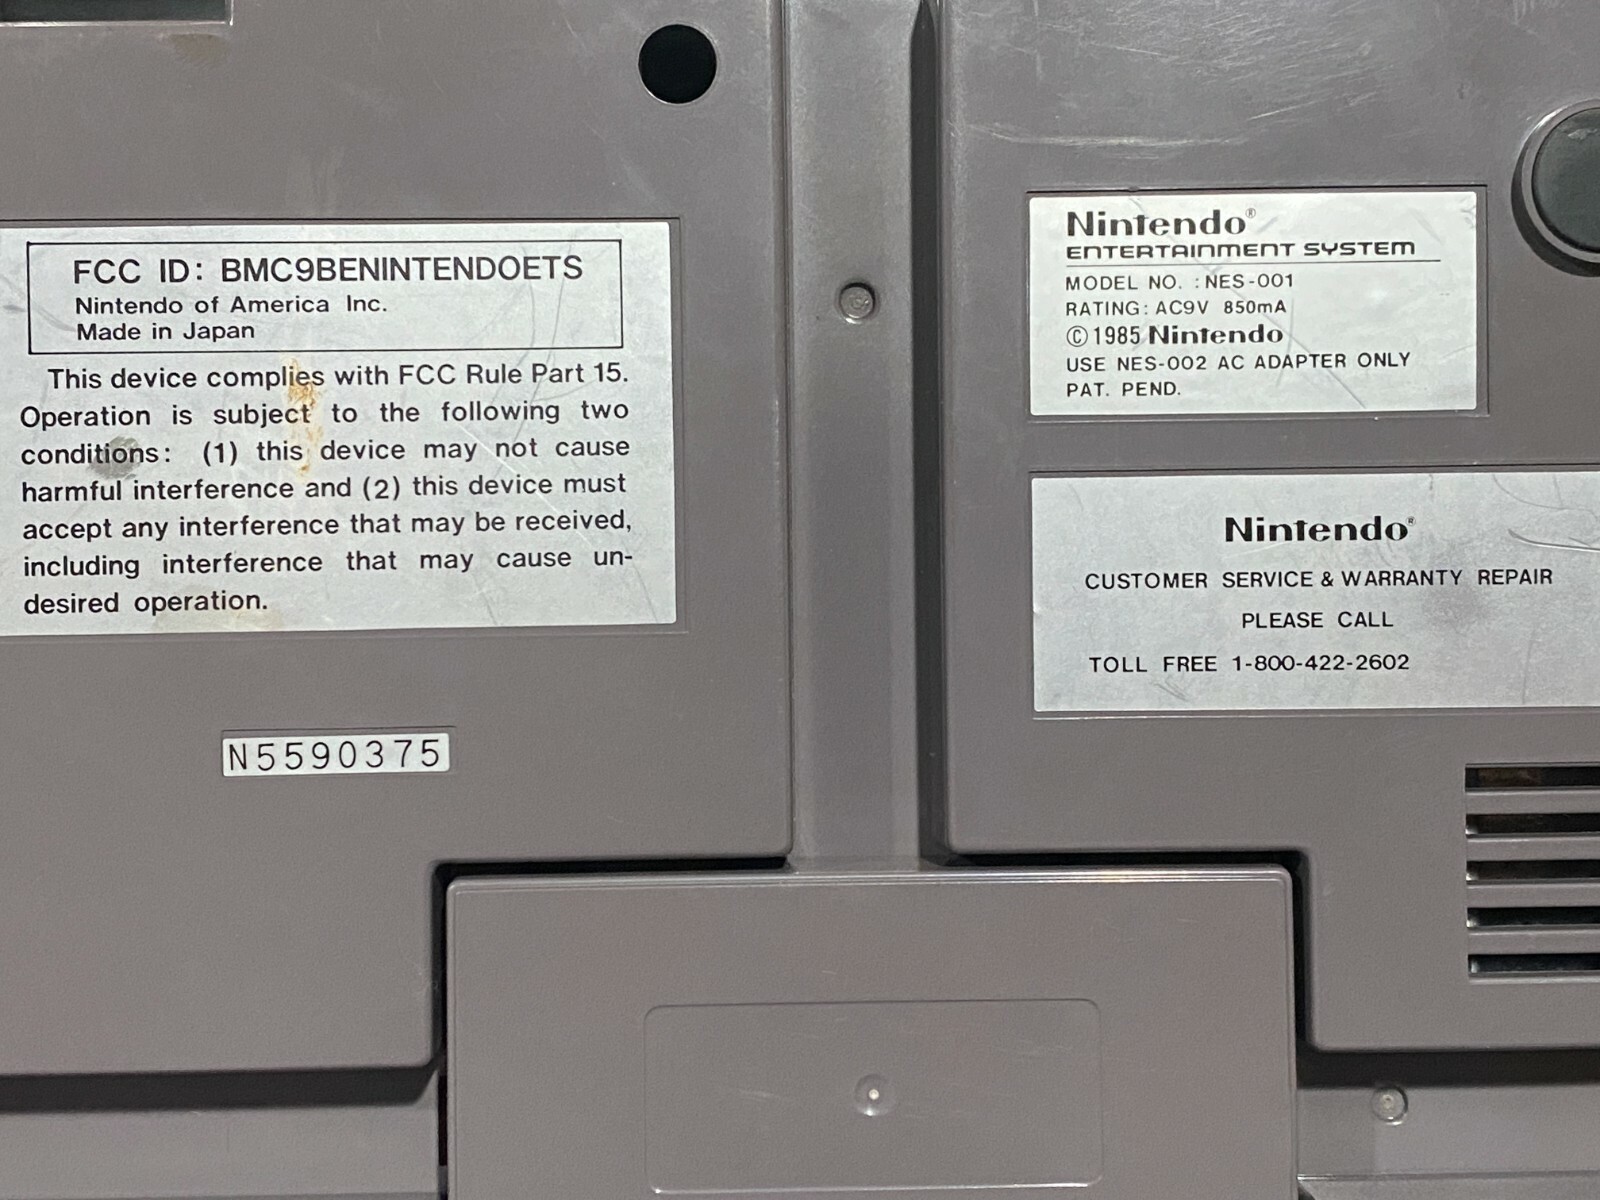 FCC ID: BMC9BENINTENDOETS
Nintendo of America Inc.
Made in Japan
This device complies with FCC Rule Part 15.
Operation is subject to the following two
conditions: (1) this device may not cause
harmful interference and (2) this device must
accept any interference that may be received,
including interference that may cause un-
desired operation.
N5590375
Nintendo®
ENTERTAINMENT SYSTEM
MODEL NO. : NES-001
RATING: AC9V 850mA
© 1985 Nintendo
USE NES-002 AC ADAPTER ONLY
PAT. PEND.
Nintendo®
CUSTOMER SERVICE & WARRANTY REPAIR
PLEASE CALL
TOLL FREE 1-800-422-2602